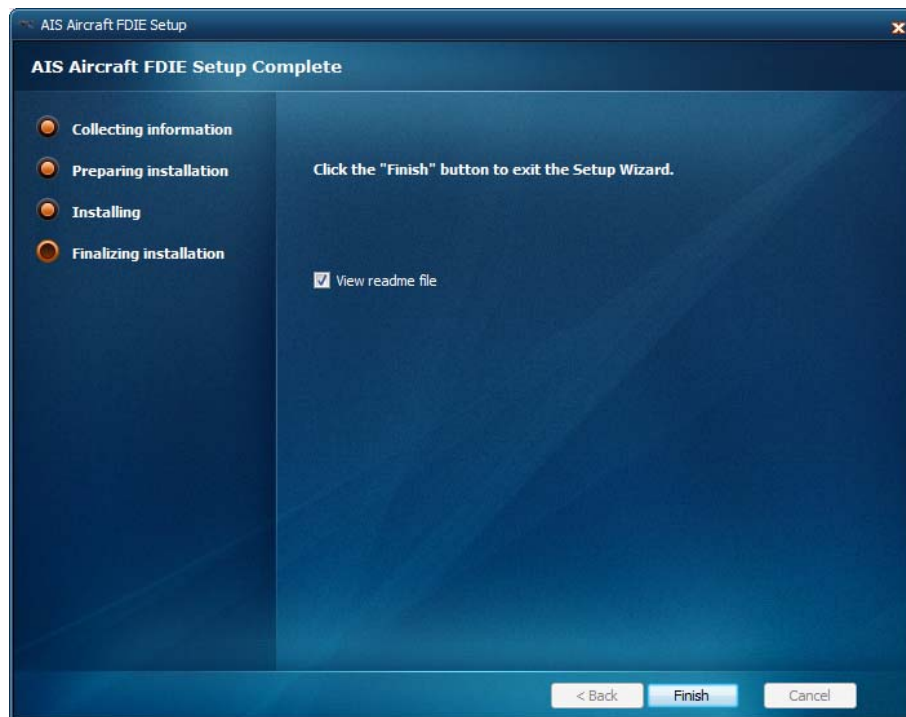 AIS Aircraft FDIE Setup
AIS Aircraft FDIE Setup Complete
Collecting information
Preparing installation
Installing
Finalizing installation
Click the "Finish" button to exit the Setup Wizard.
View readme file
< Back
Finish
Cancel